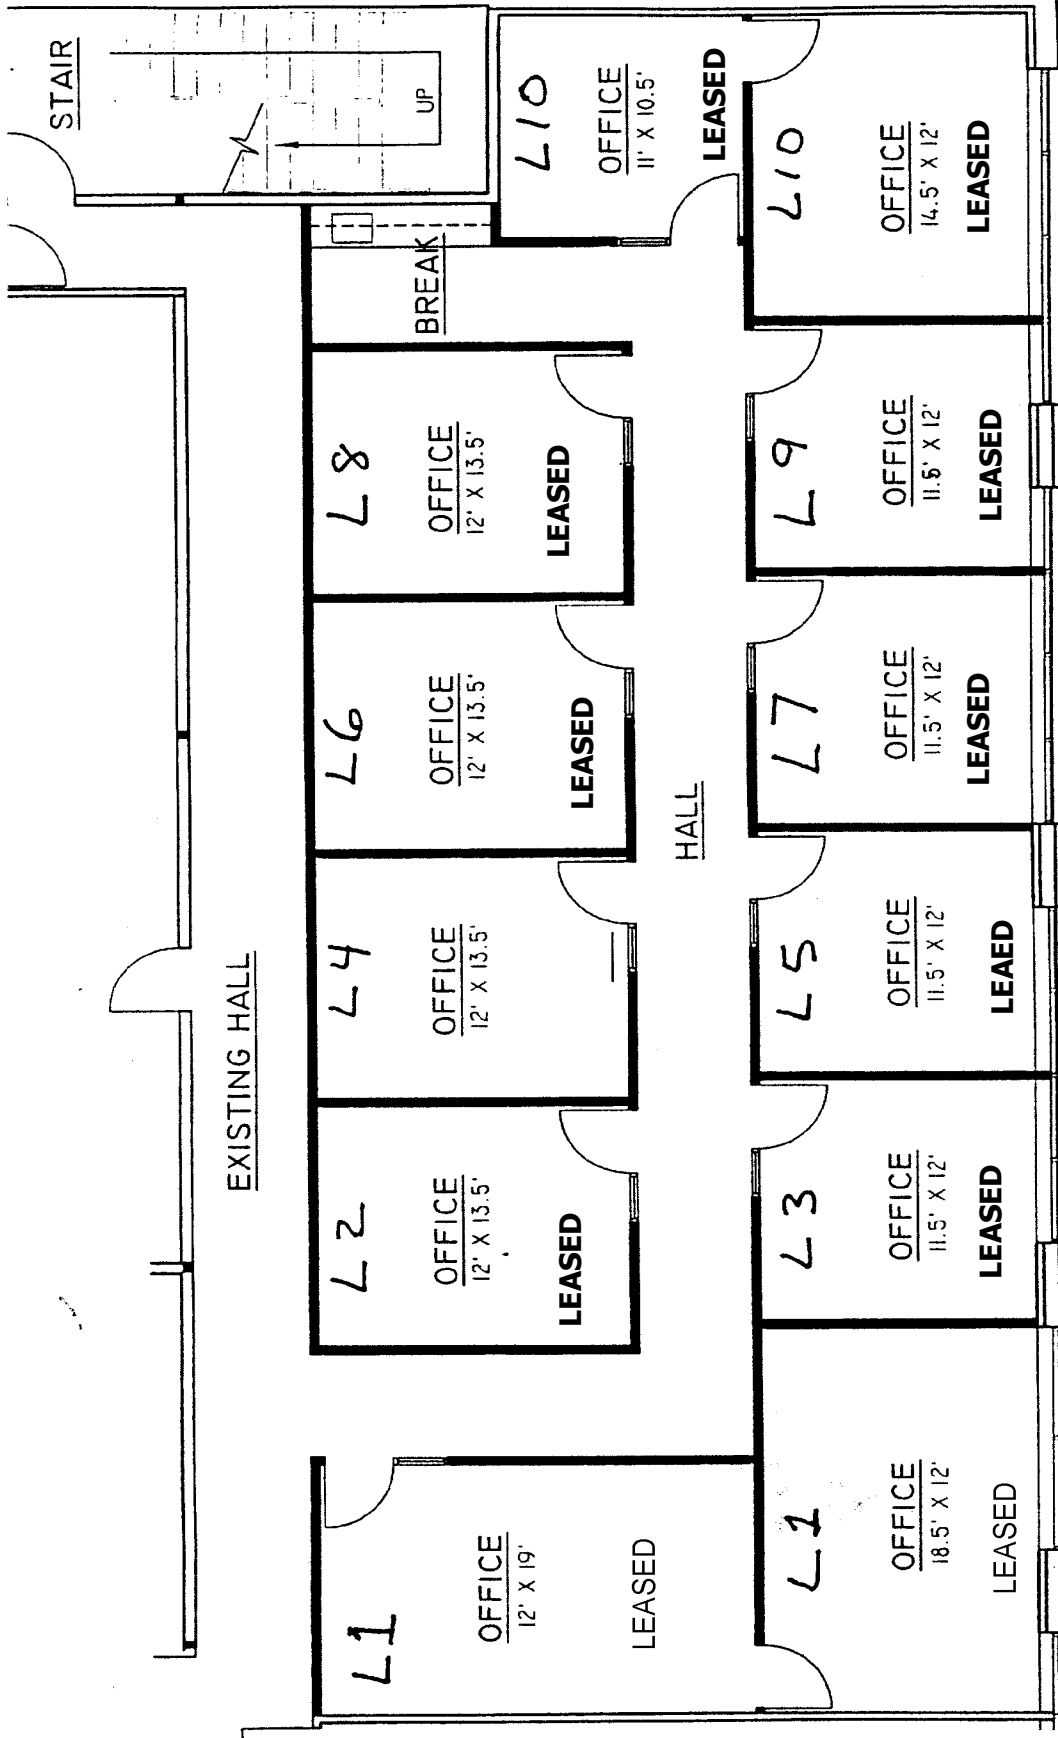 STAIR
UP
BREAK
EXISTING HALL
HALL
L10
OFFICE
11' X 10.5'
LEASED
L10
OFFICE
14.5' X 12'
LEASED
L8
OFFICE
12' X 13.5'
LEASED
L9
OFFICE
11.5' X 12'
LEASED
L6
OFFICE
12' X 13.5'
LEASED
L7
OFFICE
11.5' X 12'
LEASED
L4
OFFICE
12' X 13.5'
L5
OFFICE
11.5' X 12'
LEAED
L2
OFFICE
12' X 13.5'
LEASED
L3
OFFICE
11.5' X 12'
LEASED
L1
OFFICE
12' X 19'
LEASED
L1
OFFICE
18.5' X 12'
LEASED